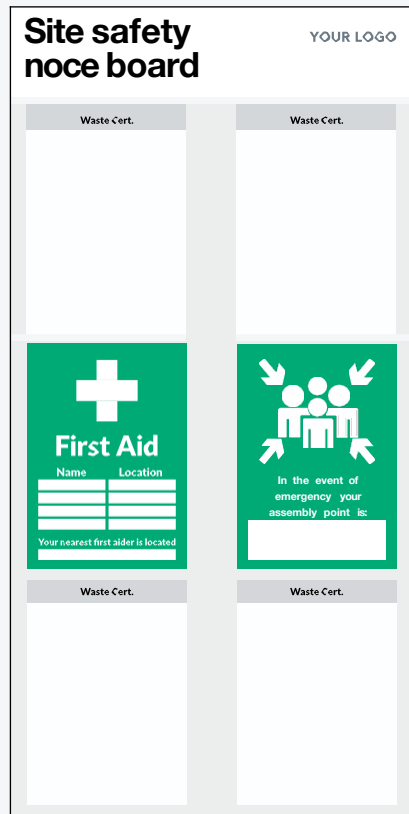 Site safety
noce board
YOUR LOGO
Waste Cert.
Waste Cert.
First Aid
Name Location
Your nearest first aider is located
In the event of
emergency your
assembly point is:
Waste Cert.
Waste Cert.